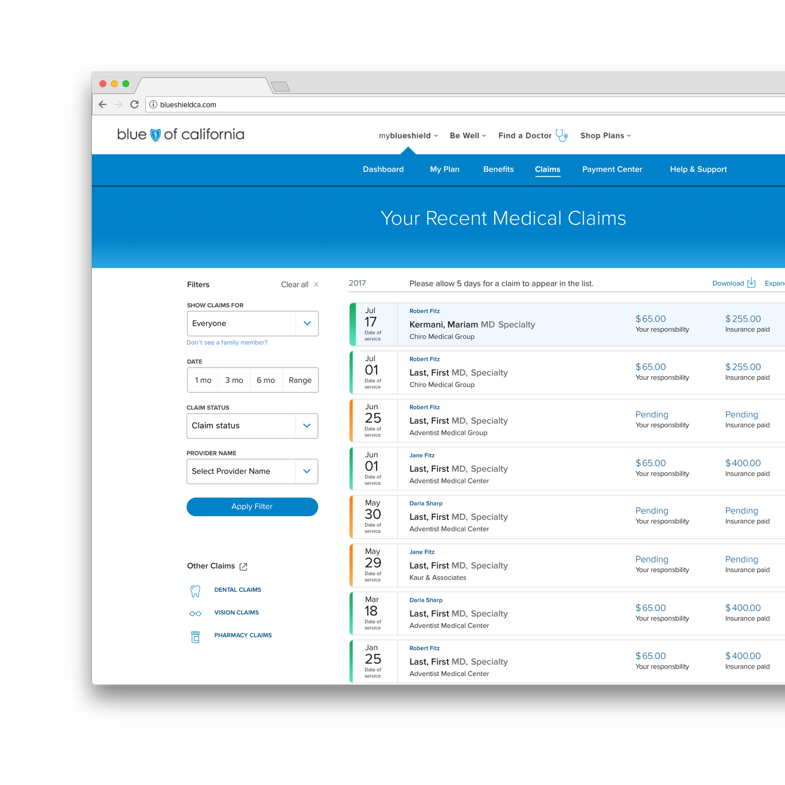 blueshieldca.com
blue of california
myblueshield
Be Well
Find a Doctor
Shop Plans
Dashboard
My Plan
Benefits
Claims
Payment Center
Help & Support
Your Recent Medical Claims
Filters
Clear all X
SHOW CLAIMS FOR
Everyone
Don't see a family member?
DATE
1 mo
3 mo
6 mo
Range
CLAIM STATUS
Claim status
PROVIDER NAME
Select Provider Name
Apply Filter
Other Claims
DENTAL CLAIMS
VISION CLAIMS
PHARMACY CLAIMS
2017
Please allow 5 days for a claim to appear in the list.
Download
Expan
Jul
17
Date of
service
Robert Fitz
Kermani, Mariam MD Specialty
Chiro Medical Group
$65.00
Your responsbility
$255.00
Insurance paid
Jul
01
Date of
service
Robert Fitz
Last, First MD, Specialty
Chiro Medical Group
$65.00
Your responsbility
$255.00
Insurance paid
Jun
25
Date of
service
Robert Fitz
Last, First MD, Specialty
Adventist Medical Group
Pending
Your responsbility
Pending
Insurance paid
Jun
01
Date of
service
Jane Fitz
Last, First MD, Specialty
Adventist Medical Center
$65.00
Your responsbility
$400.00
Insurance paid
May
30
Date of
service
Darla Sharp
Last, First MD, Specialty
Adventist Medical Center
Pending
Your responsbility
Pending
Insurance paid
May
29
Date of
service
Jane Fitz
Last, First MD, Specialty
Kaur & Associates
Pending
Your responsbility
Pending
Insurance paid
Mar
18
Date of
service
Darla Sharp
Last, First MD, Specialty
Adventist Medical Center
$65.00
Your responsbility
$400.00
Insurance paid
Jan
25
Date of
service
Robert Fitz
Last, First MD, Specialty
Adventist Medical Center
$65.00
Your responsbility
$400.00
Insurance paid